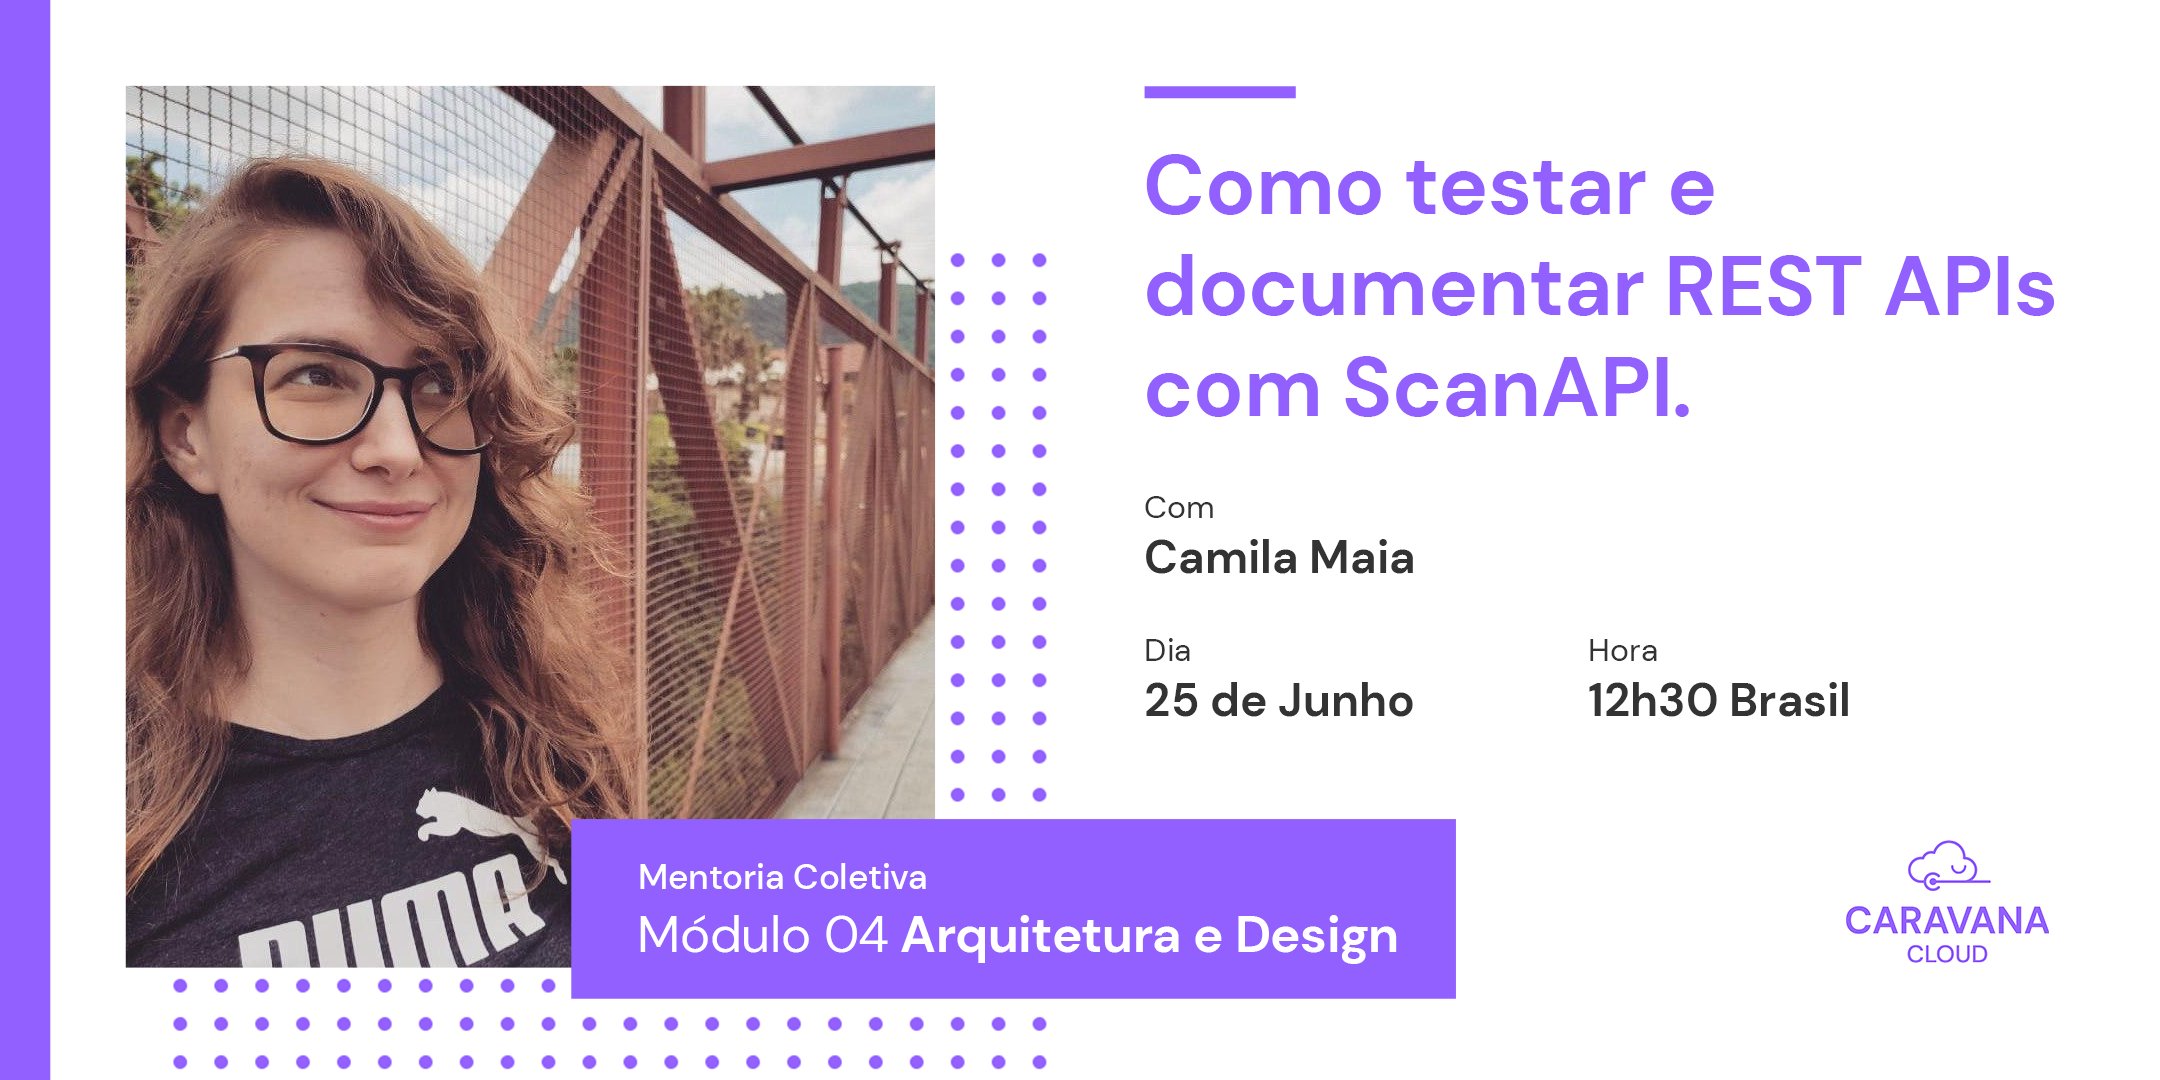 Como testar e
documentar REST APIs
com ScanAPI.
Com
Camila Maia
Dia
25 de Junho
Hora
12h30 Brasil
PUMA
Mentoria Coletiva
Módulo 04 Arquitetura e Design
CARAVANA
CLOUD